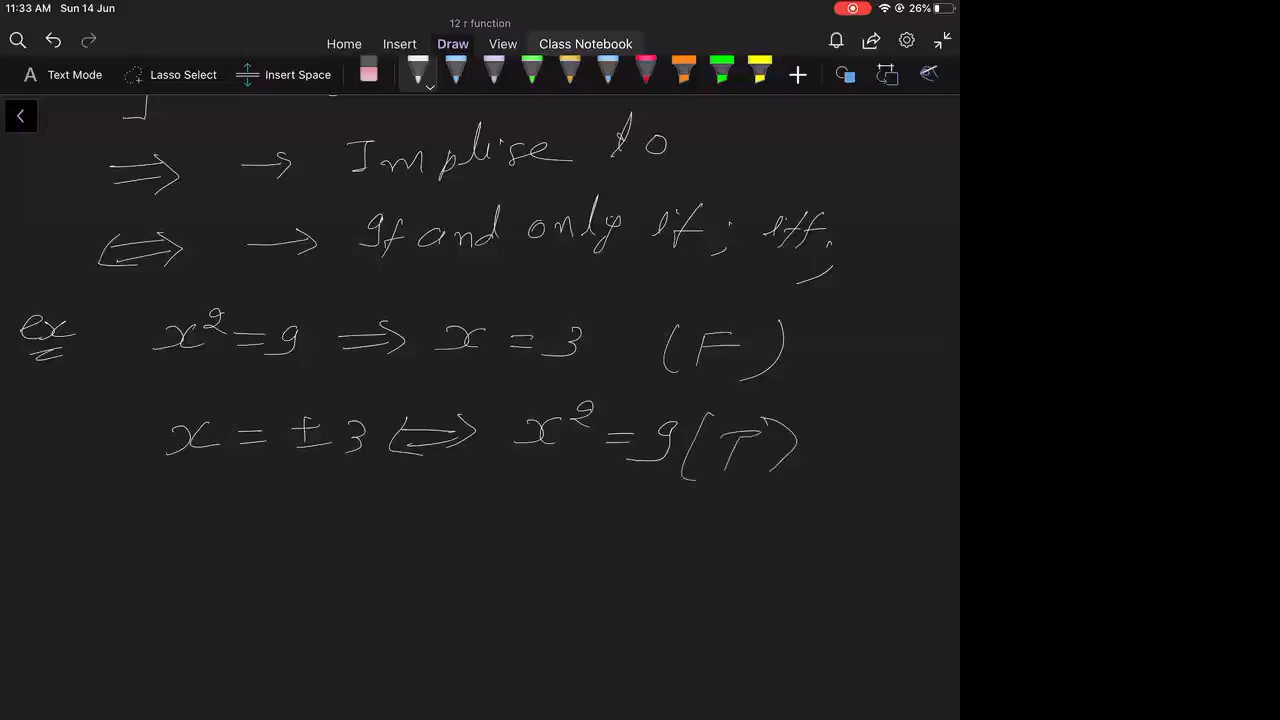 11:33 AM Sun 14 Jun 26%
12 r function
Home Insert Draw View Class Notebook
A Text Mode Lasso Select Insert Space
⇒ → Implise to
⇔ → If and only if; iff;
ex x² = 9 ⇒ x = 3 (F)
x = ± 3 ⇔ x² = 9 (T)